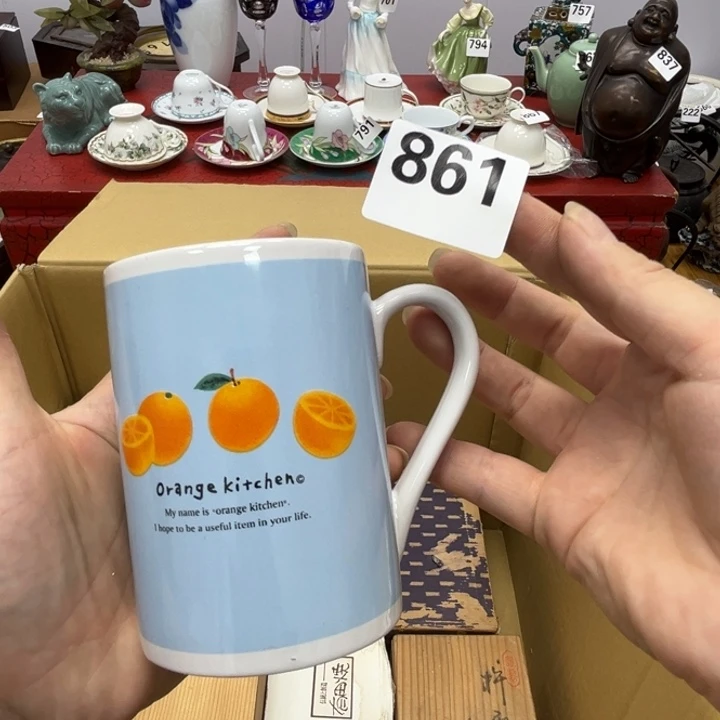 757
794
837
791
861
222
Orange kitchen©
My name is "orange kitchen".
I hope to be a useful item in your life.